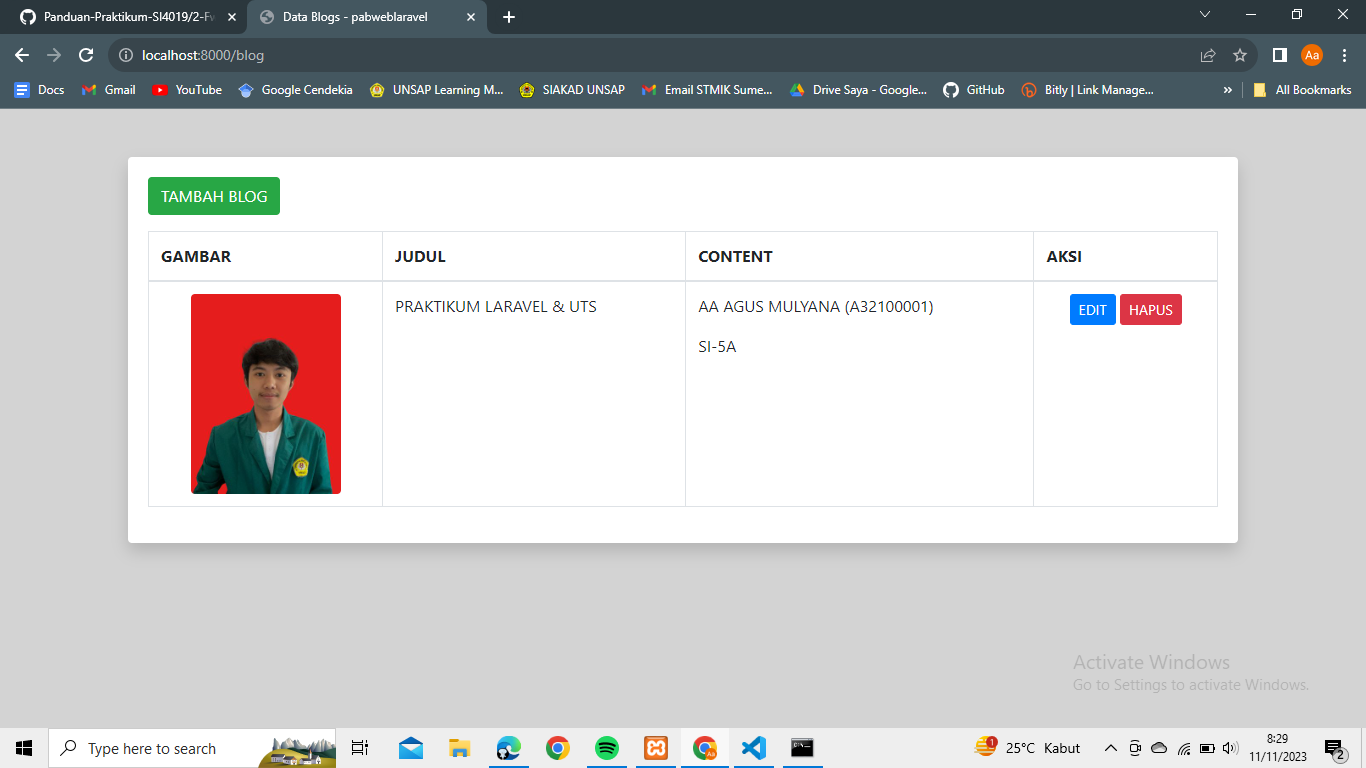 Panduan-Praktikum-SI4019/2-Fw
Data Blogs - pabweblaravel
localhost:8000/blog
Aa
Docs
Gmail
YouTube
Google Cendekia
UNSAP Learning M...
SIAKAD UNSAP
Email STMIK Sume...
Drive Saya - Google...
GitHub
Bitly | Link Manage...
»
All Bookmarks
TAMBAH BLOG
GAMBAR JUDUL CONTENT AKSI
PRAKTIKUM LARAVEL & UTS
AA AGUS MULYANA (A32100001)
SI-5A
EDIT HAPUS
Activate Windows
Go to Settings to activate Windows.
Type here to search
1
25°C Kabut
8:29
11/11/2023
2